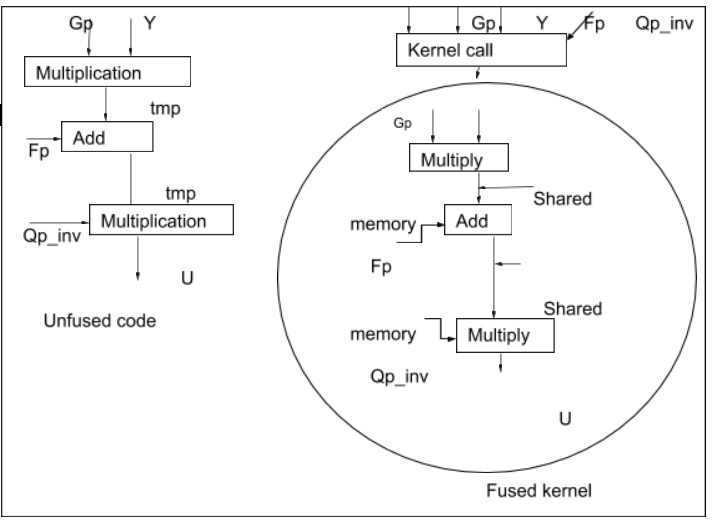 Gp Y
Multiplication
tmp
Add
Fp
tmp
Multiplication
Qp_inv
U
Unfused code
Gp Y Fp Qp_inv
Kernel call
Gp
Multiply
Shared
memory
Add
Fp
Shared
memory
Multiply
Qp_inv
U
Fused kernel